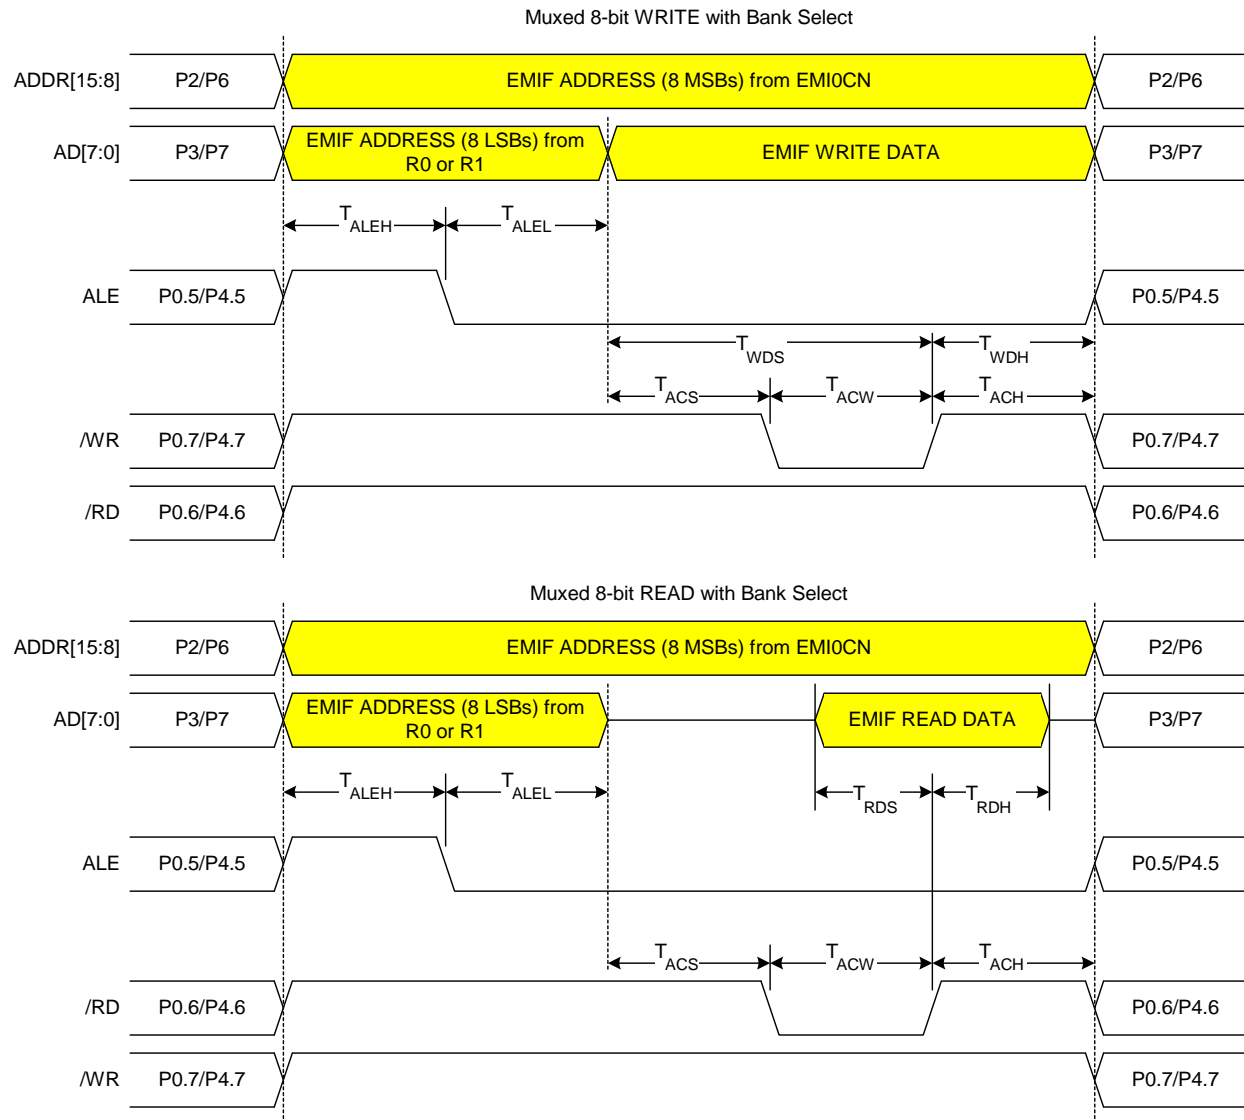 Muxed 8-bit WRITE with Bank Select
ADDR[15:8] P2/P6 EMIF ADDRESS (8 MSBs) from EMI0CN P2/P6
AD[7:0] P3/P7 EMIF ADDRESS (8 LSBs) from R0 or R1 EMIF WRITE DATA P3/P7
TALEH TALEL
ALE P0.5/P4.5 P0.5/P4.5
TWDS TWDH
TACS TACW TACH
/WR P0.7/P4.7 P0.7/P4.7
/RD P0.6/P4.6 P0.6/P4.6
Muxed 8-bit READ with Bank Select
ADDR[15:8] P2/P6 EMIF ADDRESS (8 MSBs) from EMI0CN P2/P6
AD[7:0] P3/P7 EMIF ADDRESS (8 LSBs) from R0 or R1 EMIF READ DATA P3/P7
TALEH TALEL TRDS TRDH
ALE P0.5/P4.5 P0.5/P4.5
TACS TACW TACH
/RD P0.6/P4.6 P0.6/P4.6
/WR P0.7/P4.7 P0.7/P4.7